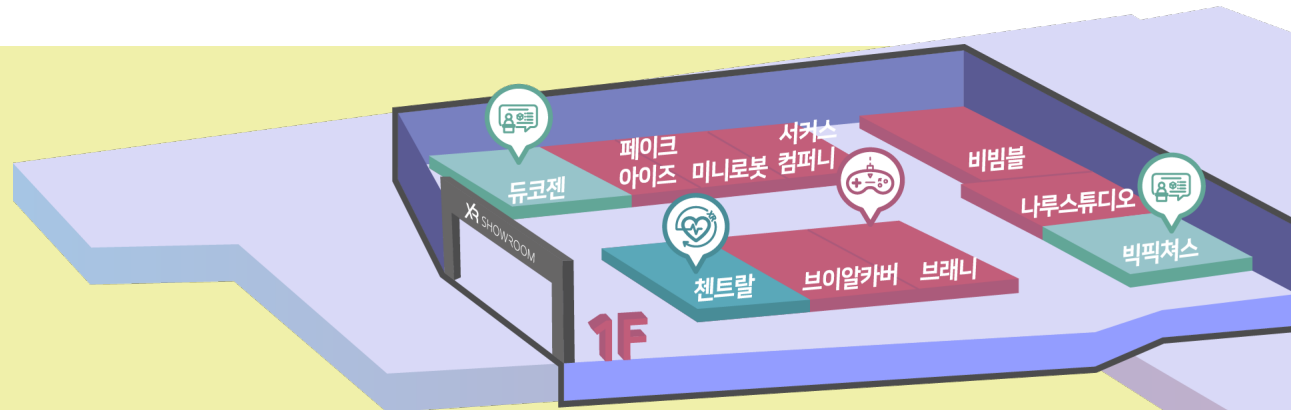 페이크
아이즈
미니로봇
서커스
컴퍼니
비빔블
듀코젠
나루스튜디오
XR SHOWROOM
빅픽쳐스
첸트랄
브이알카버
브래니
1F
XR